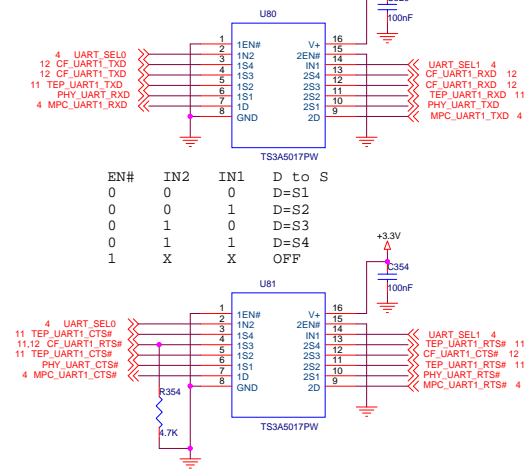 100nF
U80
1 1EN# V+ 16
4 UART_SEL0 2 1N2 2EN# 15
12 CF_UART1_TXD 3 1S4 IN1 14 UART_SEL1 4
12 CF_UART1_TXD 4 1S3 2S4 13 CF_UART1_RXD 12
11 TEP_UART1_TXD 5 1S2 2S3 12 CF_UART1_RXD 12
PHY_UART_RXD 6 1S1 2S2 11 TEP_UART1_RXD 11
4 MPC_UART1_RXD 7 1D 2S1 10 PHY_UART_TXD
8 GND 2D 9 MPC_UART1_TXD 4
TS3A5017PW
EN# IN2 IN1 D to S
0 0 0 D=S1
0 0 1 D=S2
0 1 0 D=S3
0 1 1 D=S4
1 X X OFF
+3.3V
C354
100nF
U81
1 1EN# V+ 16
4 UART_SEL0 2 1N2 2EN# 15
11 TEP_UART1_CTS# 3 1S4 IN1 14 UART_SEL1 4
11,12 CF_UART1_RTS# 4 1S3 2S4 13 TEP_UART1_RTS# 11
11 TEP_UART1_CTS# 5 1S2 2S3 12 CF_UART1_CTS# 12
PHY_UART_CTS# 6 1S1 2S2 11 TEP_UART1_RTS# 11
4 MPC_UART1_CTS# 7 1D 2S1 10 PHY_UART_RTS#
8 GND 2D 9 MPC_UART1_RTS# 4
R354
4.7K
TS3A5017PW